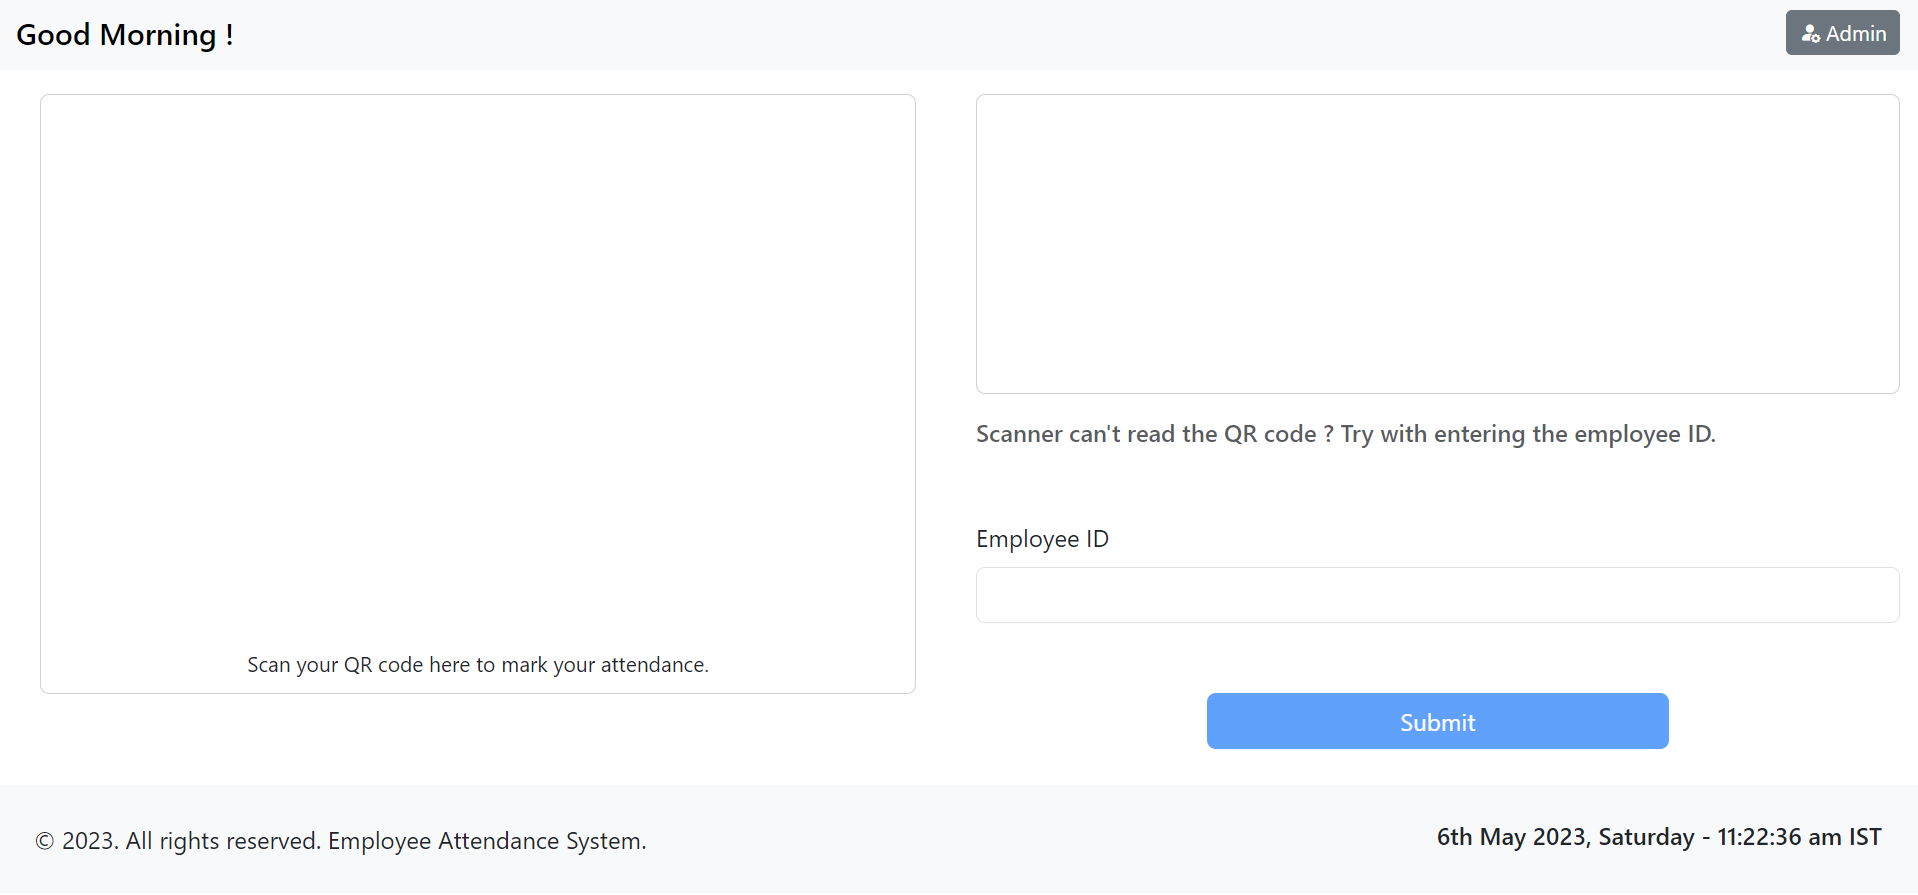 Good Morning !
Admin
Scan your QR code here to mark your attendance.
Scanner can't read the QR code ? Try with entering the employee ID.
Employee ID
Submit
© 2023. All rights reserved. Employee Attendance System.
6th May 2023, Saturday - 11:22:36 am IST